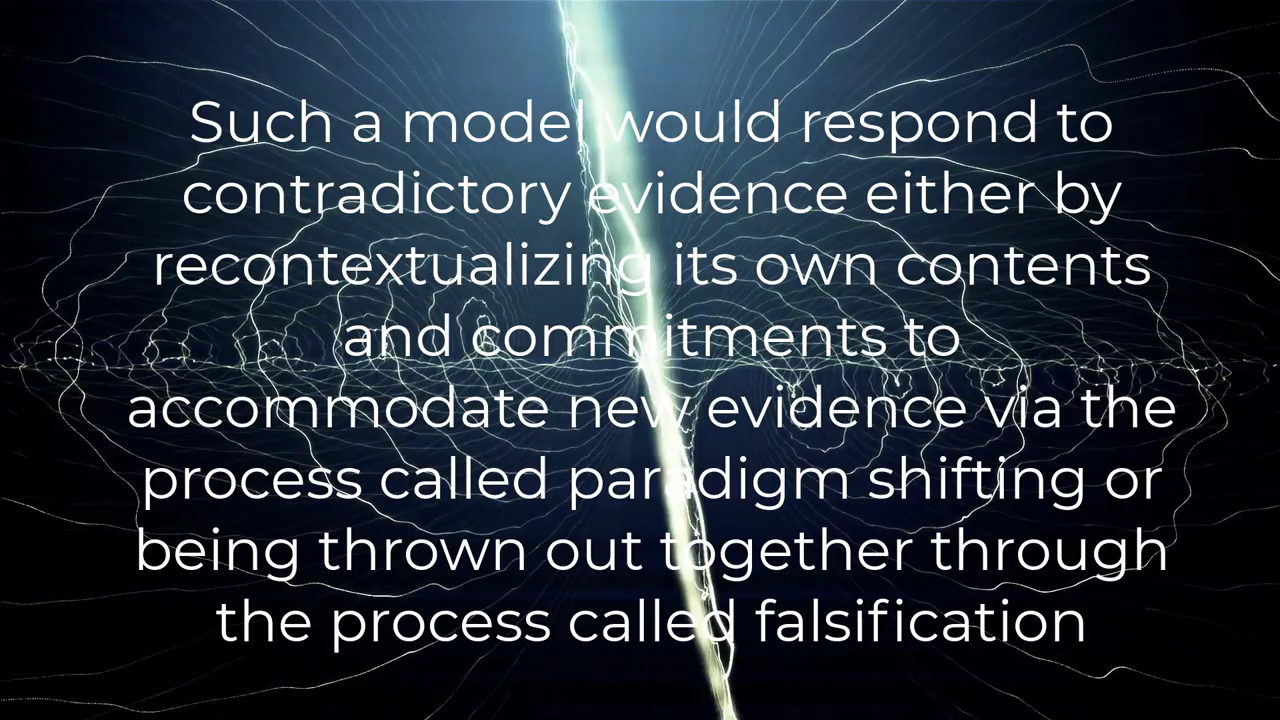 Such a model would respond to
contradictory evidence either by
recontextualizing its own contents
and commitments to
accommodate new evidence via the
process called paradigm shifting or
being thrown out together through
the process called falsification